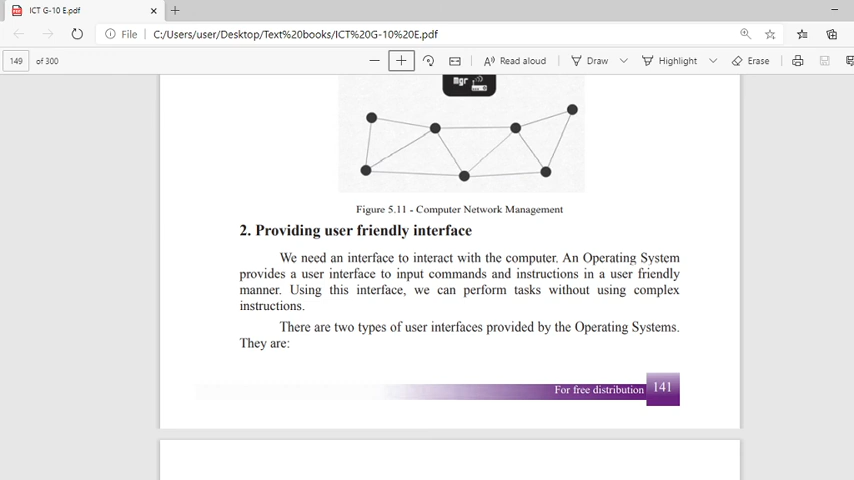 ICT G-10 E.pdf
File C:/Users/user/Desktop/Text%20books/ICT%20G-10%20E.pdf
149 of 300 Read aloud Draw Highlight Erase
mgr
Figure 5.11 - Computer Network Management
2. Providing user friendly interface
We need an interface to interact with the computer. An Operating System
provides a user interface to input commands and instructions in a user friendly
manner. Using this interface, we can perform tasks without using complex
instructions.
There are two types of user interfaces provided by the Operating Systems.
They are:
For free distribution 141